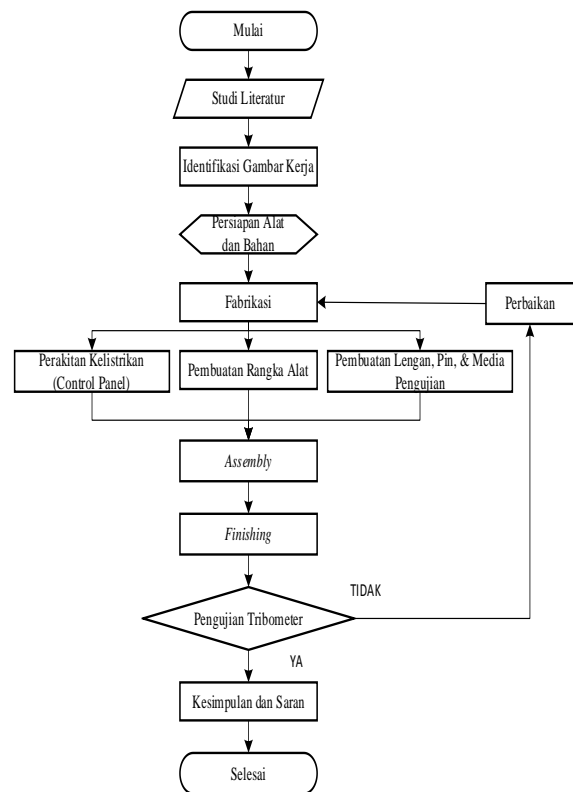 Mulai
Studi Literatur
Identifikasi Gambar Kerja
Persiapan Alat
dan Bahan
Fabrikasi
Perbaikan
Perakitan Kelistrikan
(Control Panel)
Pembuatan Rangka Alat
Pembuatan Lengan, Pin, & Media
Pengujian
Assembly
Finishing
Pengujian Tribometer
TIDAK
YA
Kesimpulan dan Saran
Selesai